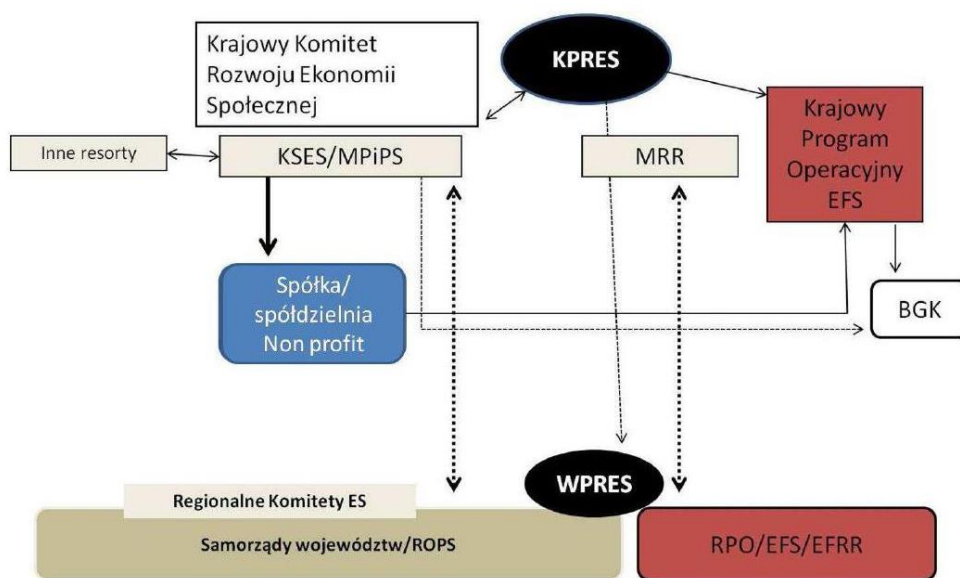 Krajowy Komitet
Rozwoju Ekonomii
Społecznej
KPRES
Krajowy
Program
Operacyjny
EFS
Inne resorty
KSES/MPiPS
MRR
Spółka/
spółdzielnia
Non profit
BGK
WPRES
Regionalne Komitety ES
Samorządy województw/ROPS
RPO/EFS/EFRR